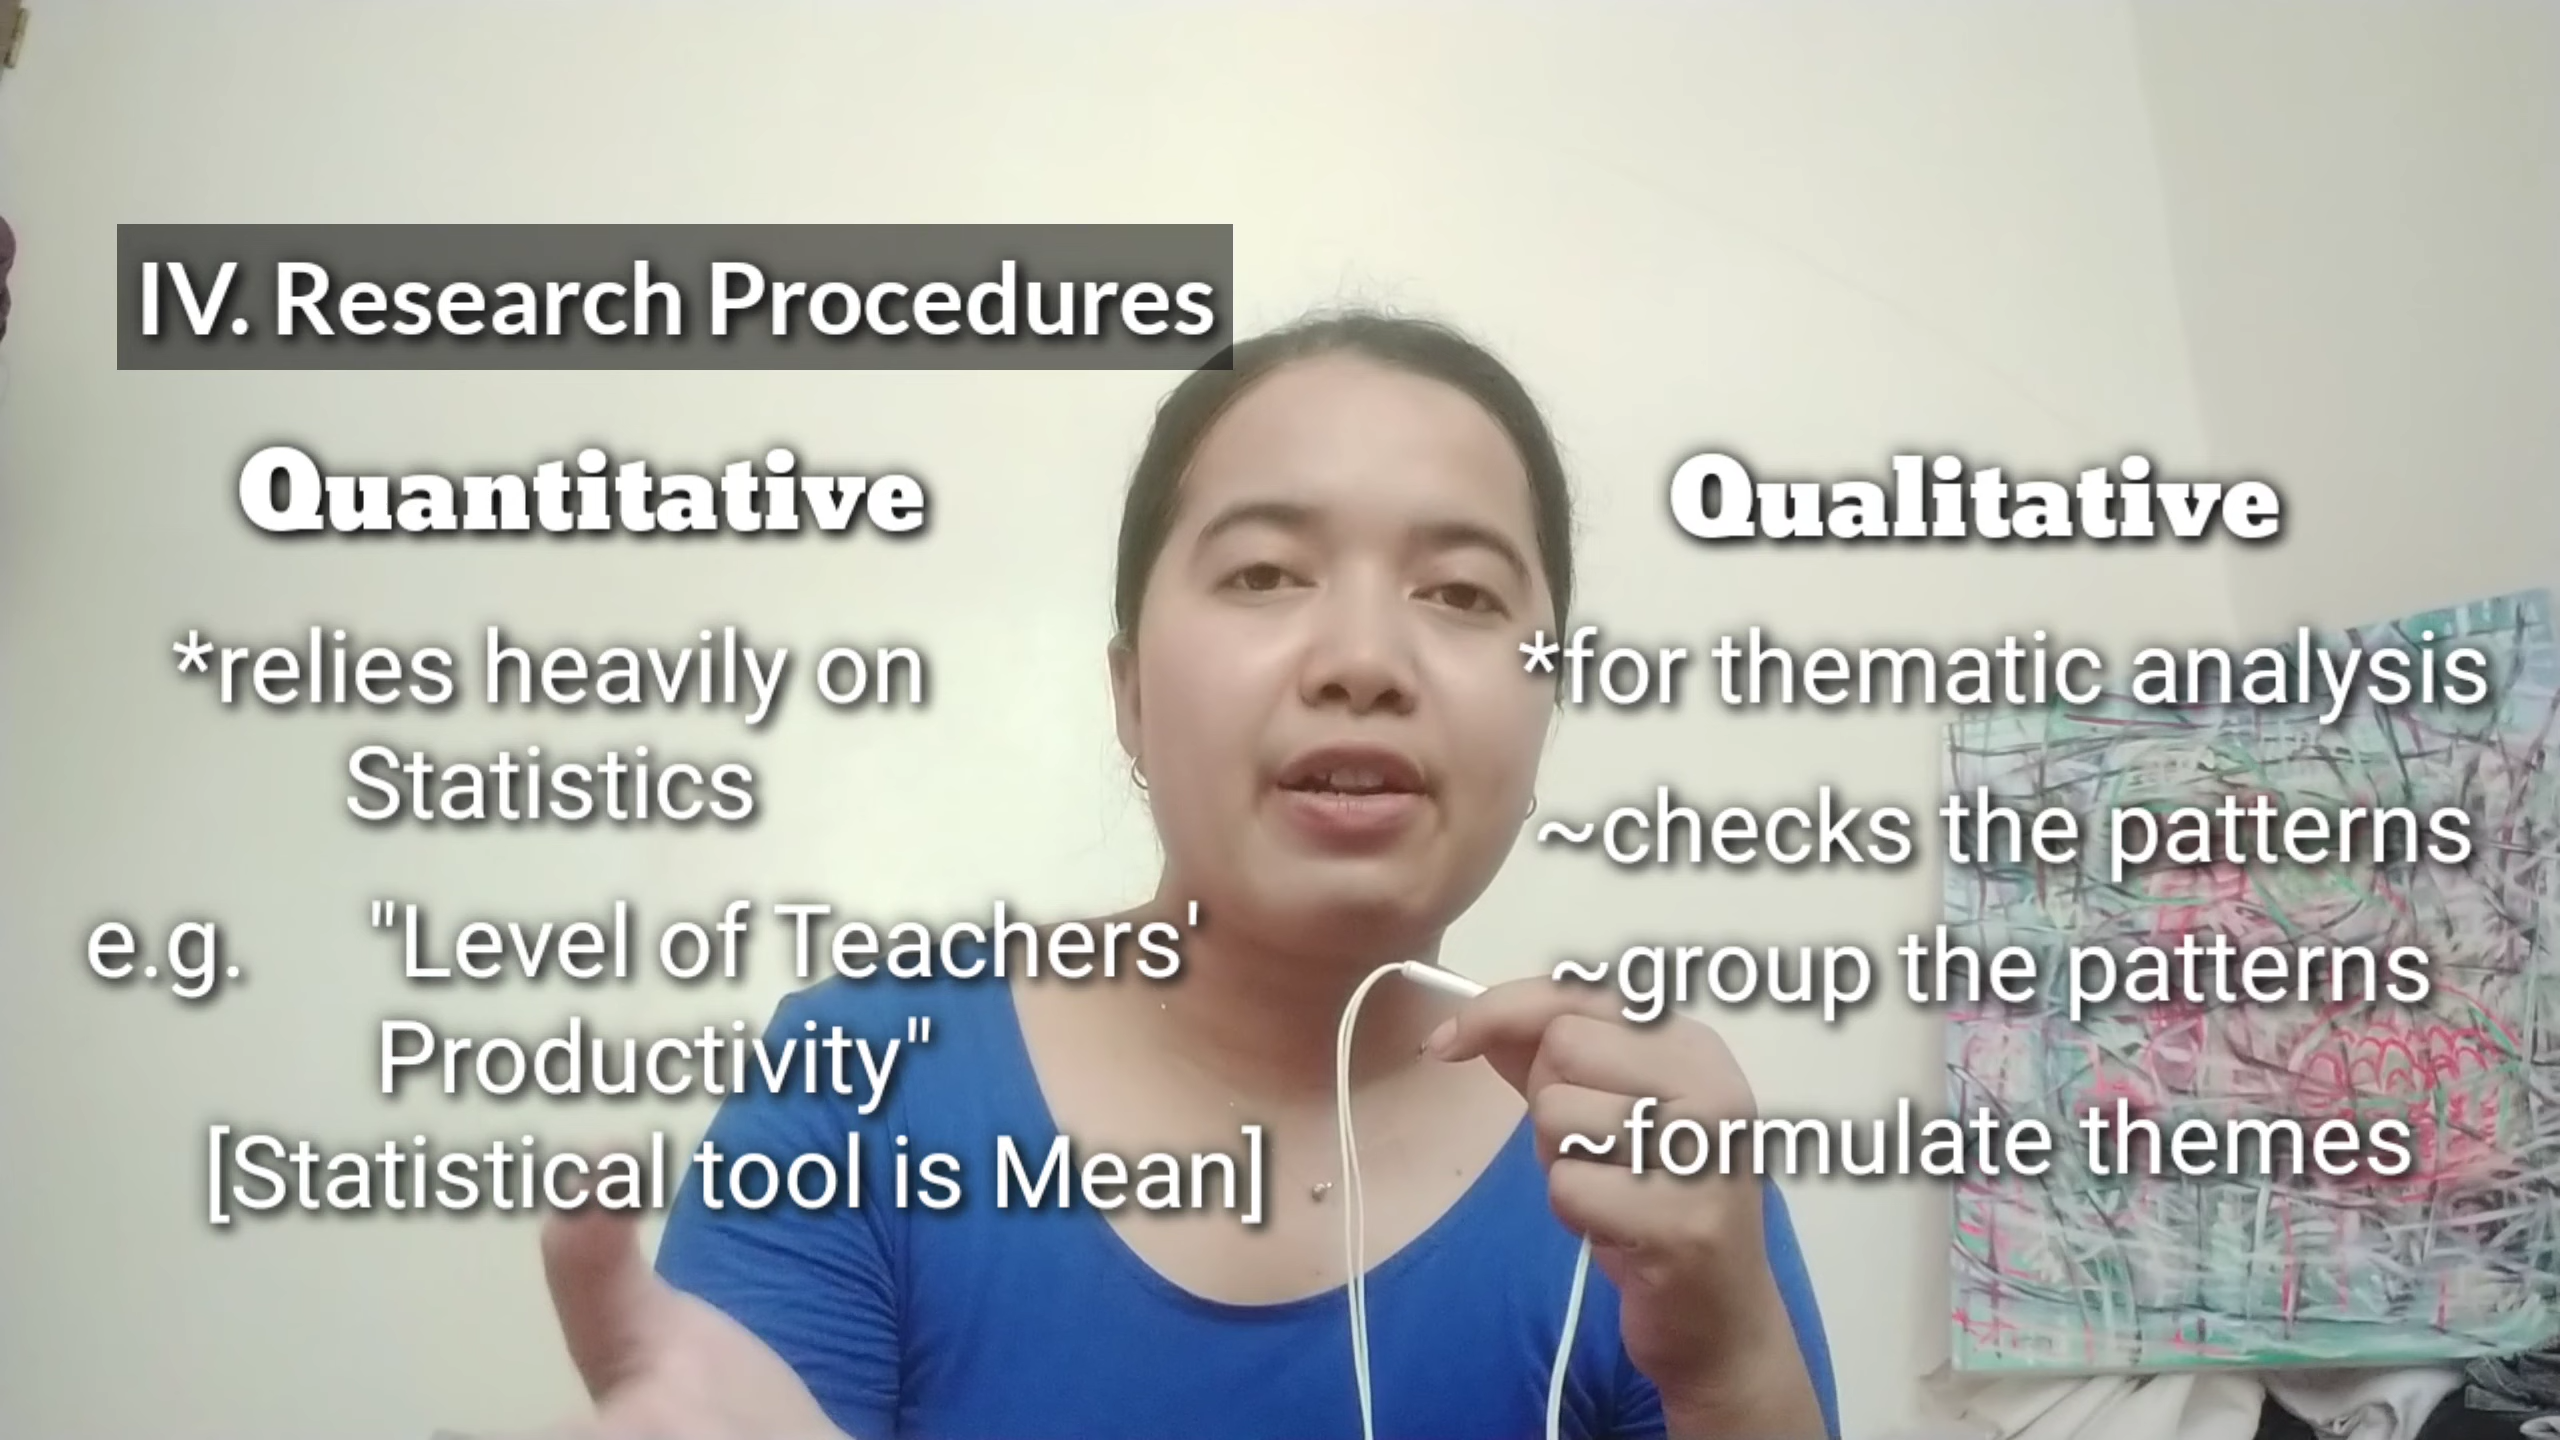 IV. Research Procedures
Quantitative
*relies heavily on
Statistics
e.g. "Level of Teachers'
Productivity"
[Statistical tool is Mean]
Qualitative
*for thematic analysis
~checks the patterns
~group the patterns
~formulate themes